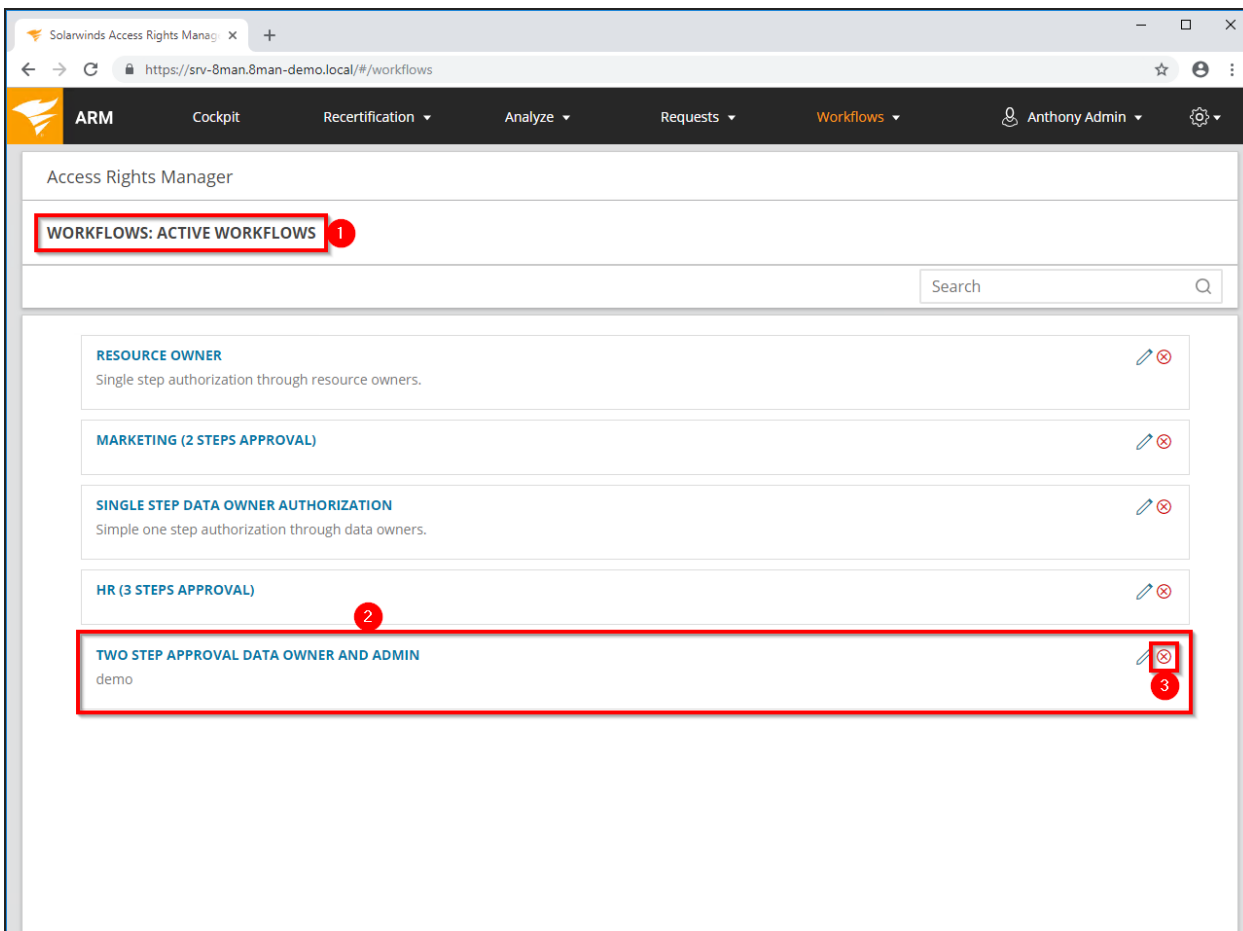 Solarwinds Access Rights Manag
https://srv-8man.8man-demo.local/#/workflows
ARM Cockpit Recertification Analyze Requests Workflows Anthony Admin
Access Rights Manager
WORKFLOWS: ACTIVE WORKFLOWS 1
Search
RESOURCE OWNER
Single step authorization through resource owners.
MARKETING (2 STEPS APPROVAL)
SINGLE STEP DATA OWNER AUTHORIZATION
Simple one step authorization through data owners.
HR (3 STEPS APPROVAL)
2
TWO STEP APPROVAL DATA OWNER AND ADMIN
demo
3